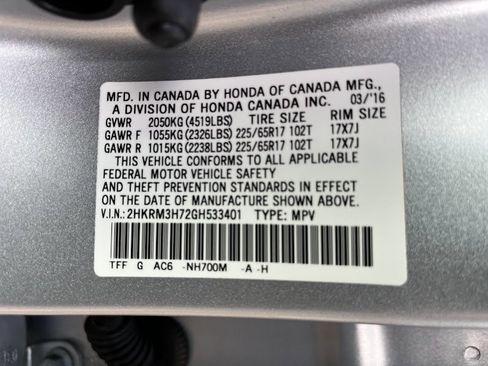 MFD. IN CANADA BY HONDA OF CANADA MFG.,
A DIVISION OF HONDA CANADA INC. 03/'16
GVWR 2050KG (4519LBS) TIRE SIZE RIM SIZE
GAWR F 1055KG (2326LBS) 225/65R17 102T 17X7J
GAWR R 1015KG (2238LBS) 225/65R17 102T 17X7J
THIS VEHICLE CONFORMS TO ALL APPLICABLE
FEDERAL MOTOR VEHICLE SAFETY
AND THEFT PREVENTION STANDARDS IN EFFECT
ON THE DATE OF MANUFACTURE SHOWN ABOVE.
V.I.N.: 2HKRM3H72GH533401 TYPE: MPV
TFF G AC6 -NH700M -A -H